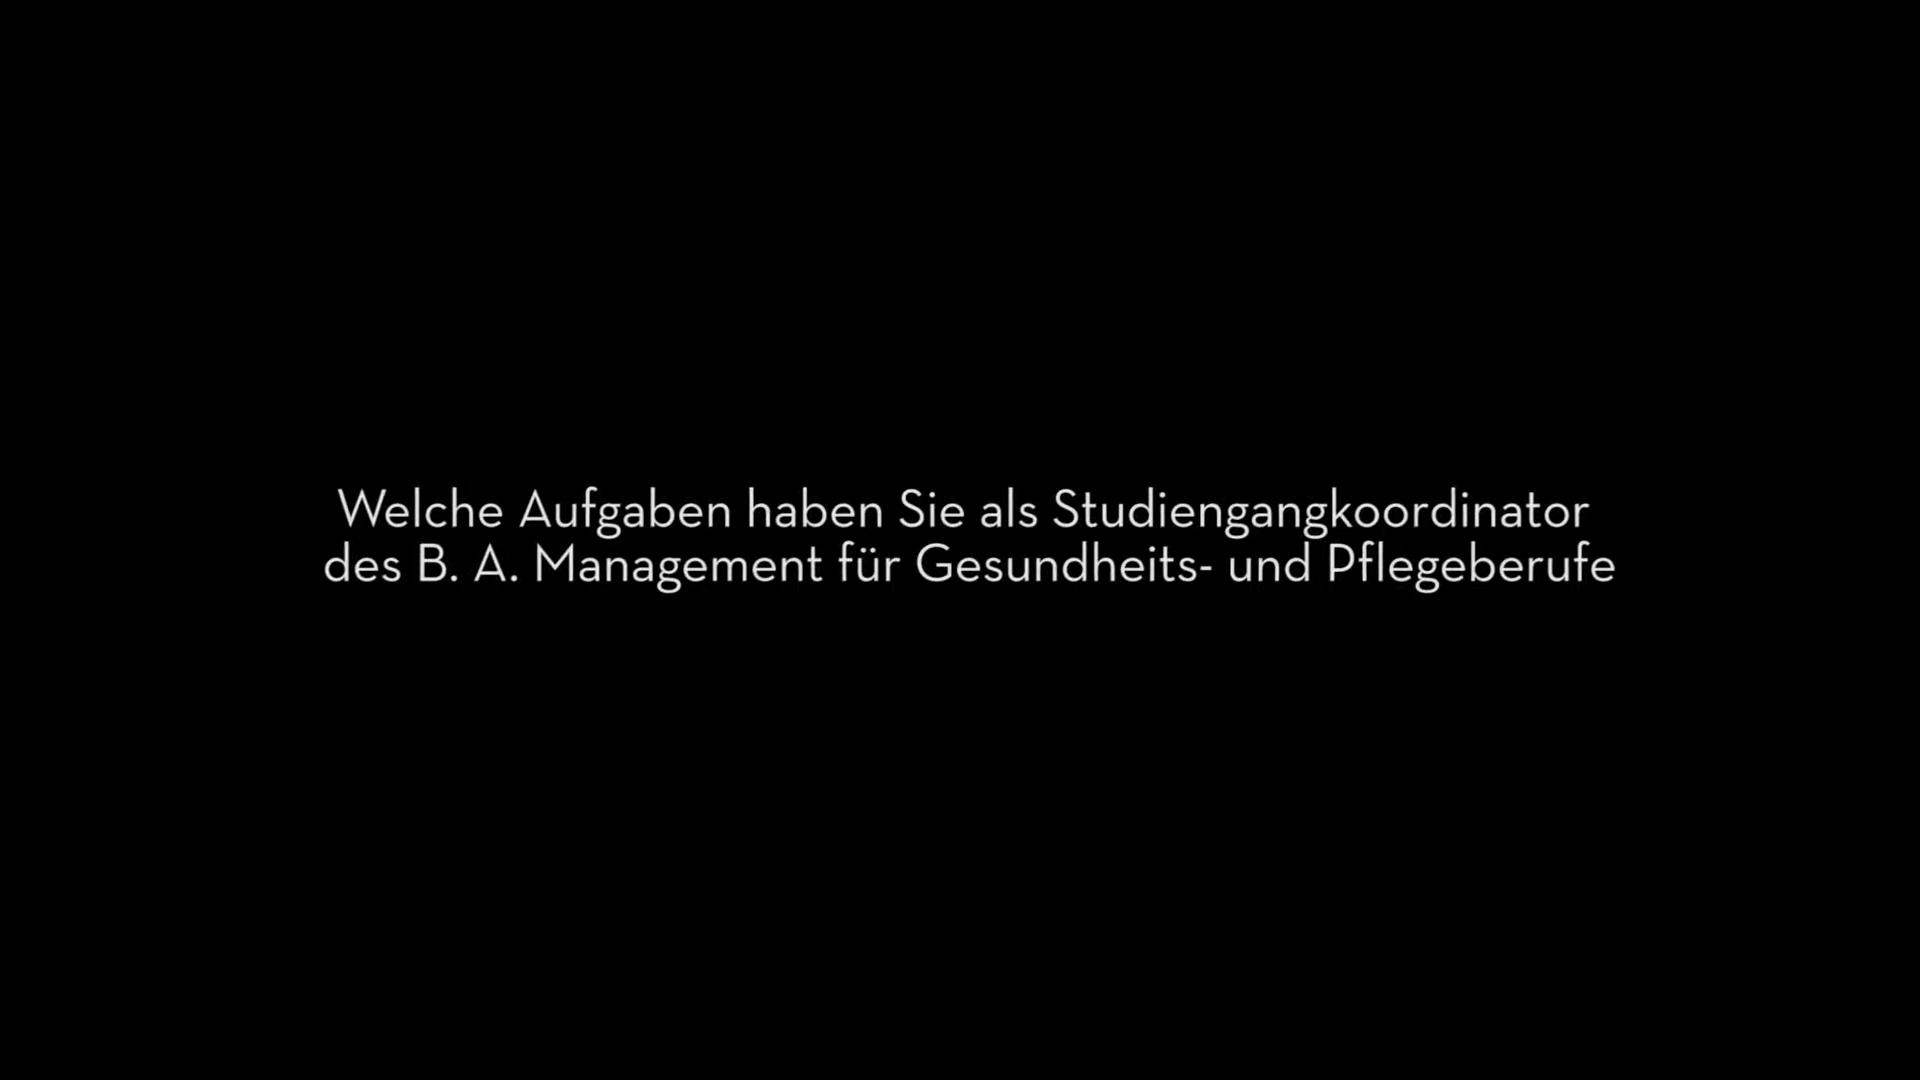 Welche Aufgaben haben Sie als Studiengangkoordinator
des B. A. Management für Gesundheits- und Pflegeberufe